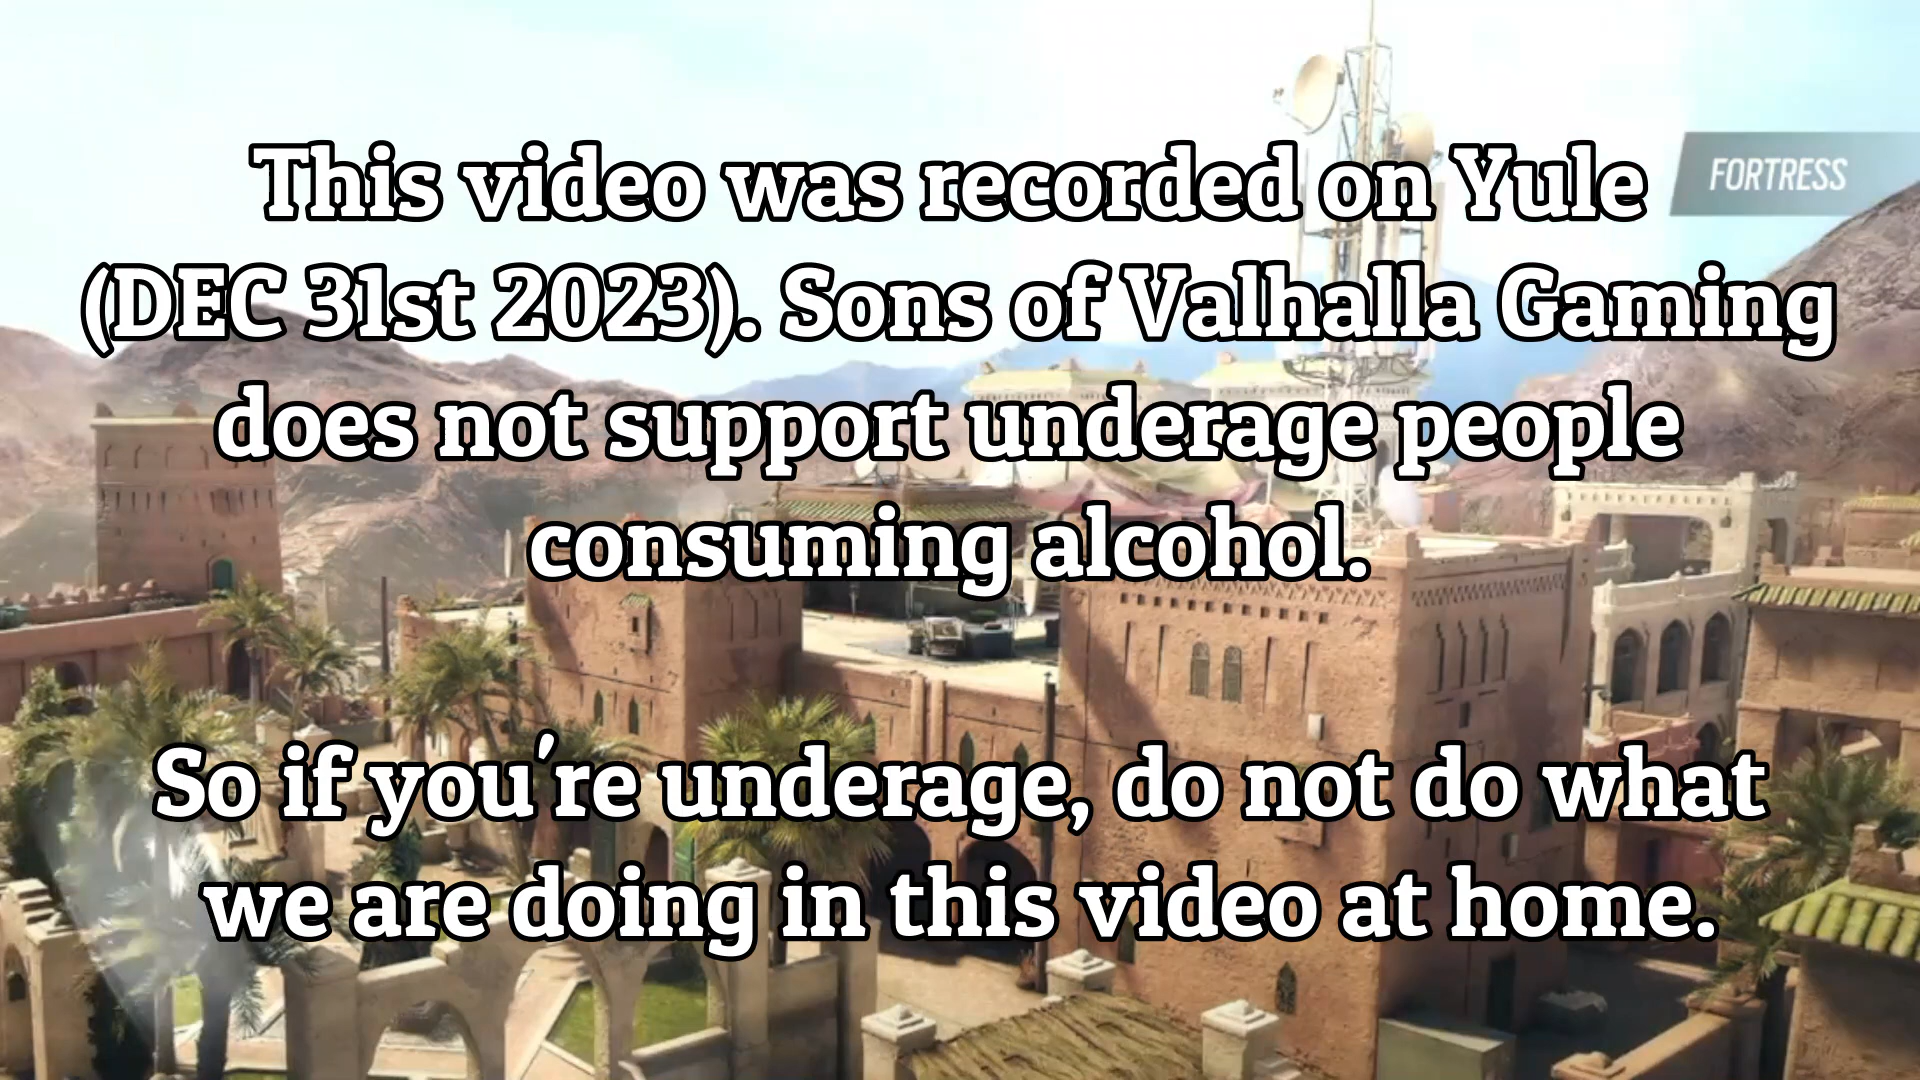 This video was recorded on Yule
FORTRESS
(DEC 31st 2023). Sons of Valhalla Gaming
does not support underage people
consuming alcohol.
So if you're underage, do not do what
we are doing in this video at home.